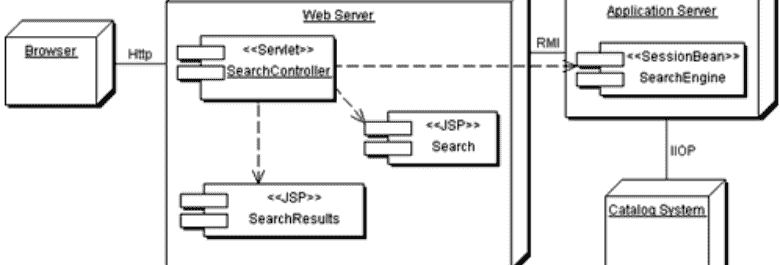 Web Server
Application Server
Browser
Http
<<Servlet>>
SearchController
RMI
<<SessionBean>>
SearchEngine
<<JSP>>
Search
IIOP
<<JSP>>
SearchResults
Catalog System